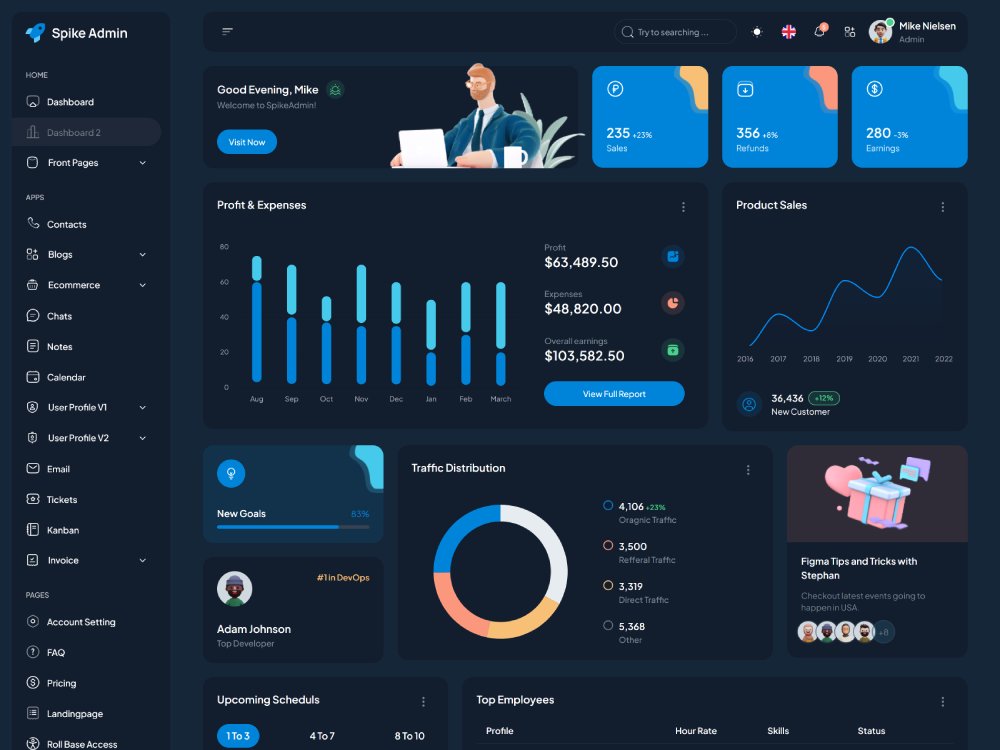 Spike Admin
HOME
Dashboard
Dashboard 2
Front Pages
APPS
Contacts
Blogs
Ecommerce
Chats
Notes
Calendar
User Profile V1
User Profile V2
Email
Tickets
Kanban
Invoice
PAGES
Account Setting
FAQ
Pricing
Landingpage
Roll Base Access
Try to searching ...
Mike Nielsen
Admin
Good Evening, Mike
Welcome to SpikeAdmin!
Visit Now
235 +23%
Sales
356 +8%
Refunds
280 -3%
Earnings
Profit & Expenses
80
60
40
20
0
Aug Sep Oct Nov Dec Jan Feb March
Profit
$63,489.50
Expenses
$48,820.00
Overall earnings
$103,582.50
View Full Report
Product Sales
2016 2017 2018 2019 2020 2021 2022
36,436 +12%
New Customer
New Goals 83%
#1 in DevOps
Adam Johnson
Top Developer
Traffic Distribution
4,106 +23%
Oragnic Traffic
3,500
Refferal Traffic
3,319
Direct Traffic
5,368
Other
Figma Tips and Tricks with
Stephan
Checkout latest events going to
happen in USA.
+8
Upcoming Scheduls
1 To 3 4 To 7 8 To 10
Top Employees
Profile Hour Rate Skills Status